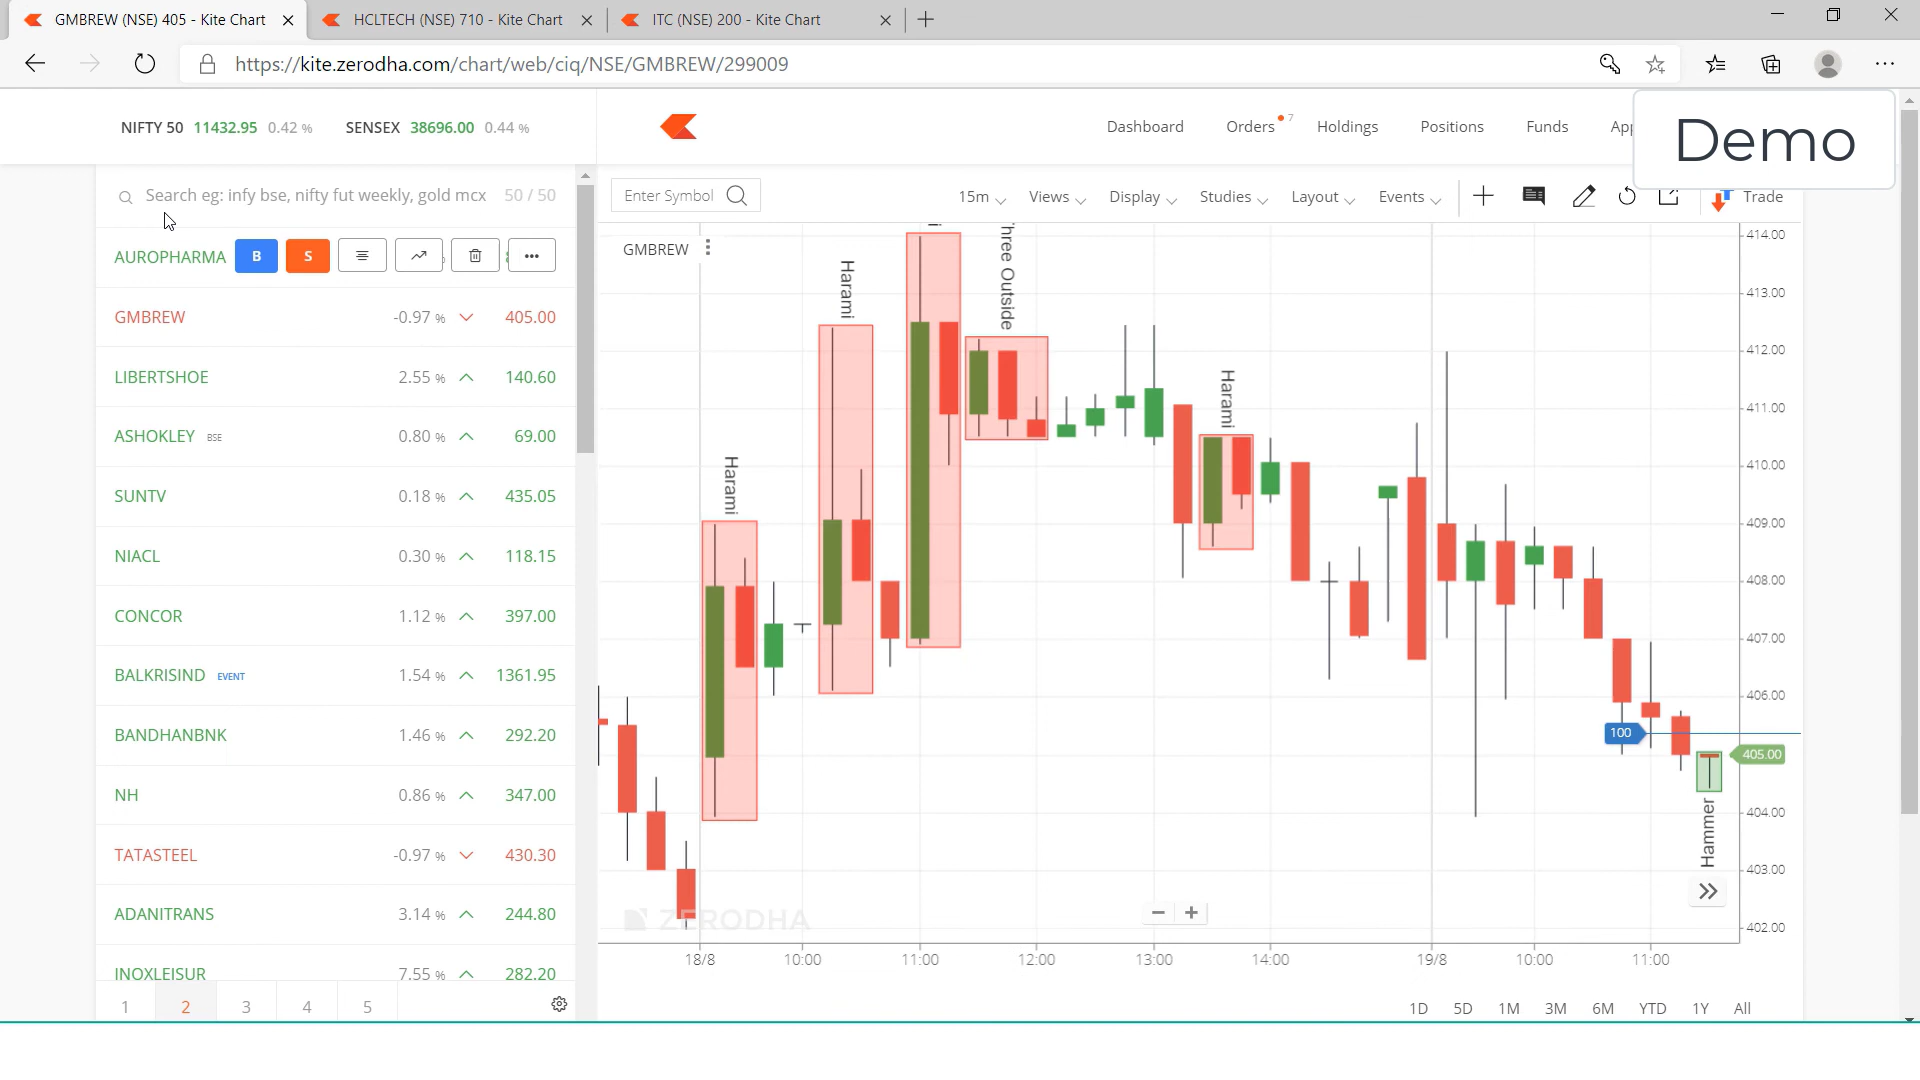 GMBREW (NSE) 405 - Kite Chart
HCLTECH (NSE) 710 - Kite Chart
ITC (NSE) 200 - Kite Chart
https://kite.zerodha.com/chart/web/ciq/NSE/GMBREW/299009
NIFTY 50 11432.95 0.42 % SENSEX 38696.00 0.44 %
Dashboard Orders 7 Holdings Positions Funds App
Demo
Search eg: infy bse, nifty fut weekly, gold mcx 50 / 50
Enter Symbol 15m Views Display Studies Layout Events Trade
AUROPHARMA B S
GMBREW -0.97 % 405.00
LIBERTSHOE 2.55 % 140.60
ASHOKLEY BSE 0.80 % 69.00
SUNTV 0.18 % 435.05
NIACL 0.30 % 118.15
CONCOR 1.12 % 397.00
BALKRISIND EVENT 1.54 % 1361.95
BANDHANBNK 1.46 % 292.20
NH 0.86 % 347.00
TATASTEEL -0.97 % 430.30
ADANITRANS 3.14 % 244.80
INOXLEISUR 7.55 % 282.20
1 2 3 4 5
GMBREW
Harami
Harami
hree Outside
Harami
Hammer
414.00
413.00
412.00
411.00
410.00
409.00
408.00
407.00
406.00
100
405.00
404.00
403.00
402.00
ZERODHA
18/8 10:00 11:00 12:00 13:00 14:00 19/8 10:00 11:00
1D 5D 1M 3M 6M YTD 1Y All